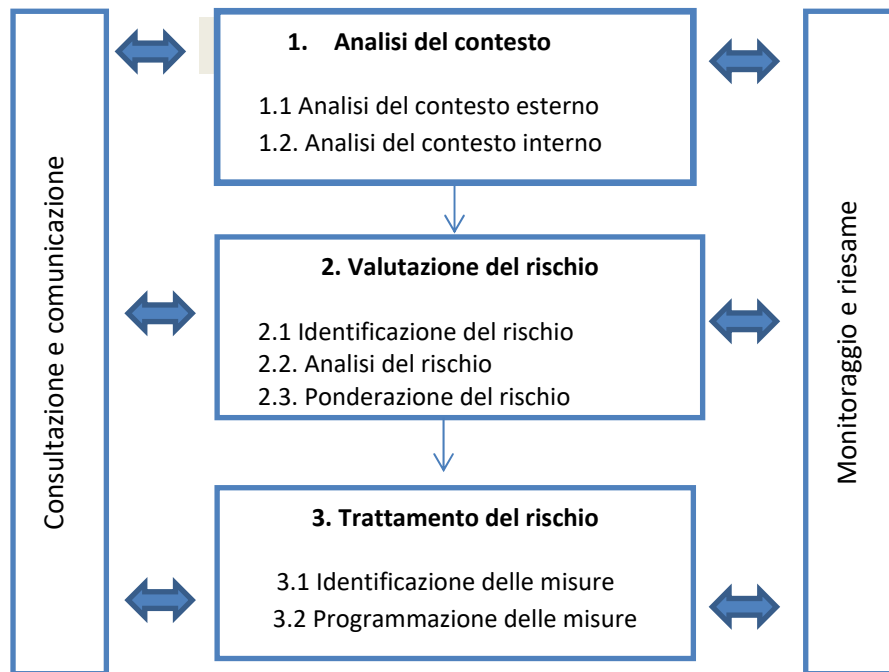 Consultazione e comunicazione
1. Analisi del contesto
1.1 Analisi del contesto esterno
1.2. Analisi del contesto interno
2. Valutazione del rischio
2.1 Identificazione del rischio
2.2. Analisi del rischio
2.3. Ponderazione del rischio
3. Trattamento del rischio
3.1 Identificazione delle misure
3.2 Programmazione delle misure
Monitoraggio e riesame